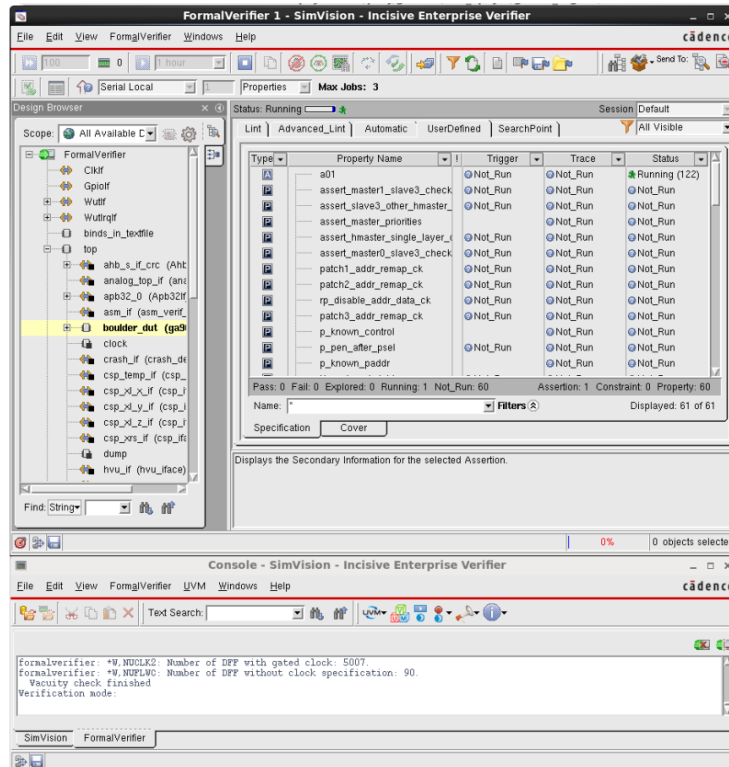 FormalVerifier 1 - SimVision - Incisive Enterprise Verifier
File Edit View FormalVerifier Windows Help
cādence
100 0 1 hour Send To:
Serial Local 1 Properties Max Jobs: 3
Design Browser
Status: Running Session Default
Scope: All Available D
Lint Advanced_Lint Automatic UserDefined SearchPoint All Visible
FormalVerifier
ClkIf
GpioIf
WutIf
WutIrqIf
binds_in_textfile
top
ahb_s_if_crc (Ahb
analog_top_if (ana
apb32_0 (Apb32If
asm_if (asm_verif_
boulder_dut (ga9
clock
crash_if (crash_de
csp_temp_if (csp_
csp_xl_x_if (csp_i
csp_xl_y_if (csp_i
csp_xl_z_if (csp_i
csp_xrs_if (csp_ifa
dump
hvu_if (hvu_iface)
Find: String
Type Property Name ! Trigger Trace Status
A a01 Not_Run Not_Run Running (122)
P assert_master1_slave3_check Not_Run Not_Run Not_Run
P assert_slave3_other_hmaster_ Not_Run Not_Run Not_Run
P assert_master_priorities Not_Run Not_Run
P assert_hmaster_single_layer_ Not_Run Not_Run Not_Run
P assert_master0_slave3_check Not_Run Not_Run Not_Run
P patch1_addr_remap_ck Not_Run Not_Run Not_Run
P patch2_addr_remap_ck Not_Run Not_Run Not_Run
P rp_disable_addr_data_ck Not_Run Not_Run Not_Run
P patch3_addr_remap_ck Not_Run Not_Run Not_Run
P p_known_control Not_Run Not_Run
P p_pen_after_psel Not_Run Not_Run Not_Run
P p_known_paddr Not_Run Not_Run
Pass: 0 Fail: 0 Explored: 0 Running: 1 Not_Run: 60 Assertion: 1 Constraint: 0 Property: 60
Name: * Filters Displayed: 61 of 61
Specification Cover
Displays the Secondary Information for the selected Assertion.
0% 0 objects selecte
Console - SimVision - Incisive Enterprise Verifier
File Edit View FormalVerifier UVM Windows Help
cādence
Text Search: UVM
formalverifier: *W,NUCLK2: Number of DFF with gated clock: 5007.
formalverifier: *W,NUFLWC: Number of DFF without clock specification: 90.
Vacuity check finished
Verification mode:
SimVision FormalVerifier